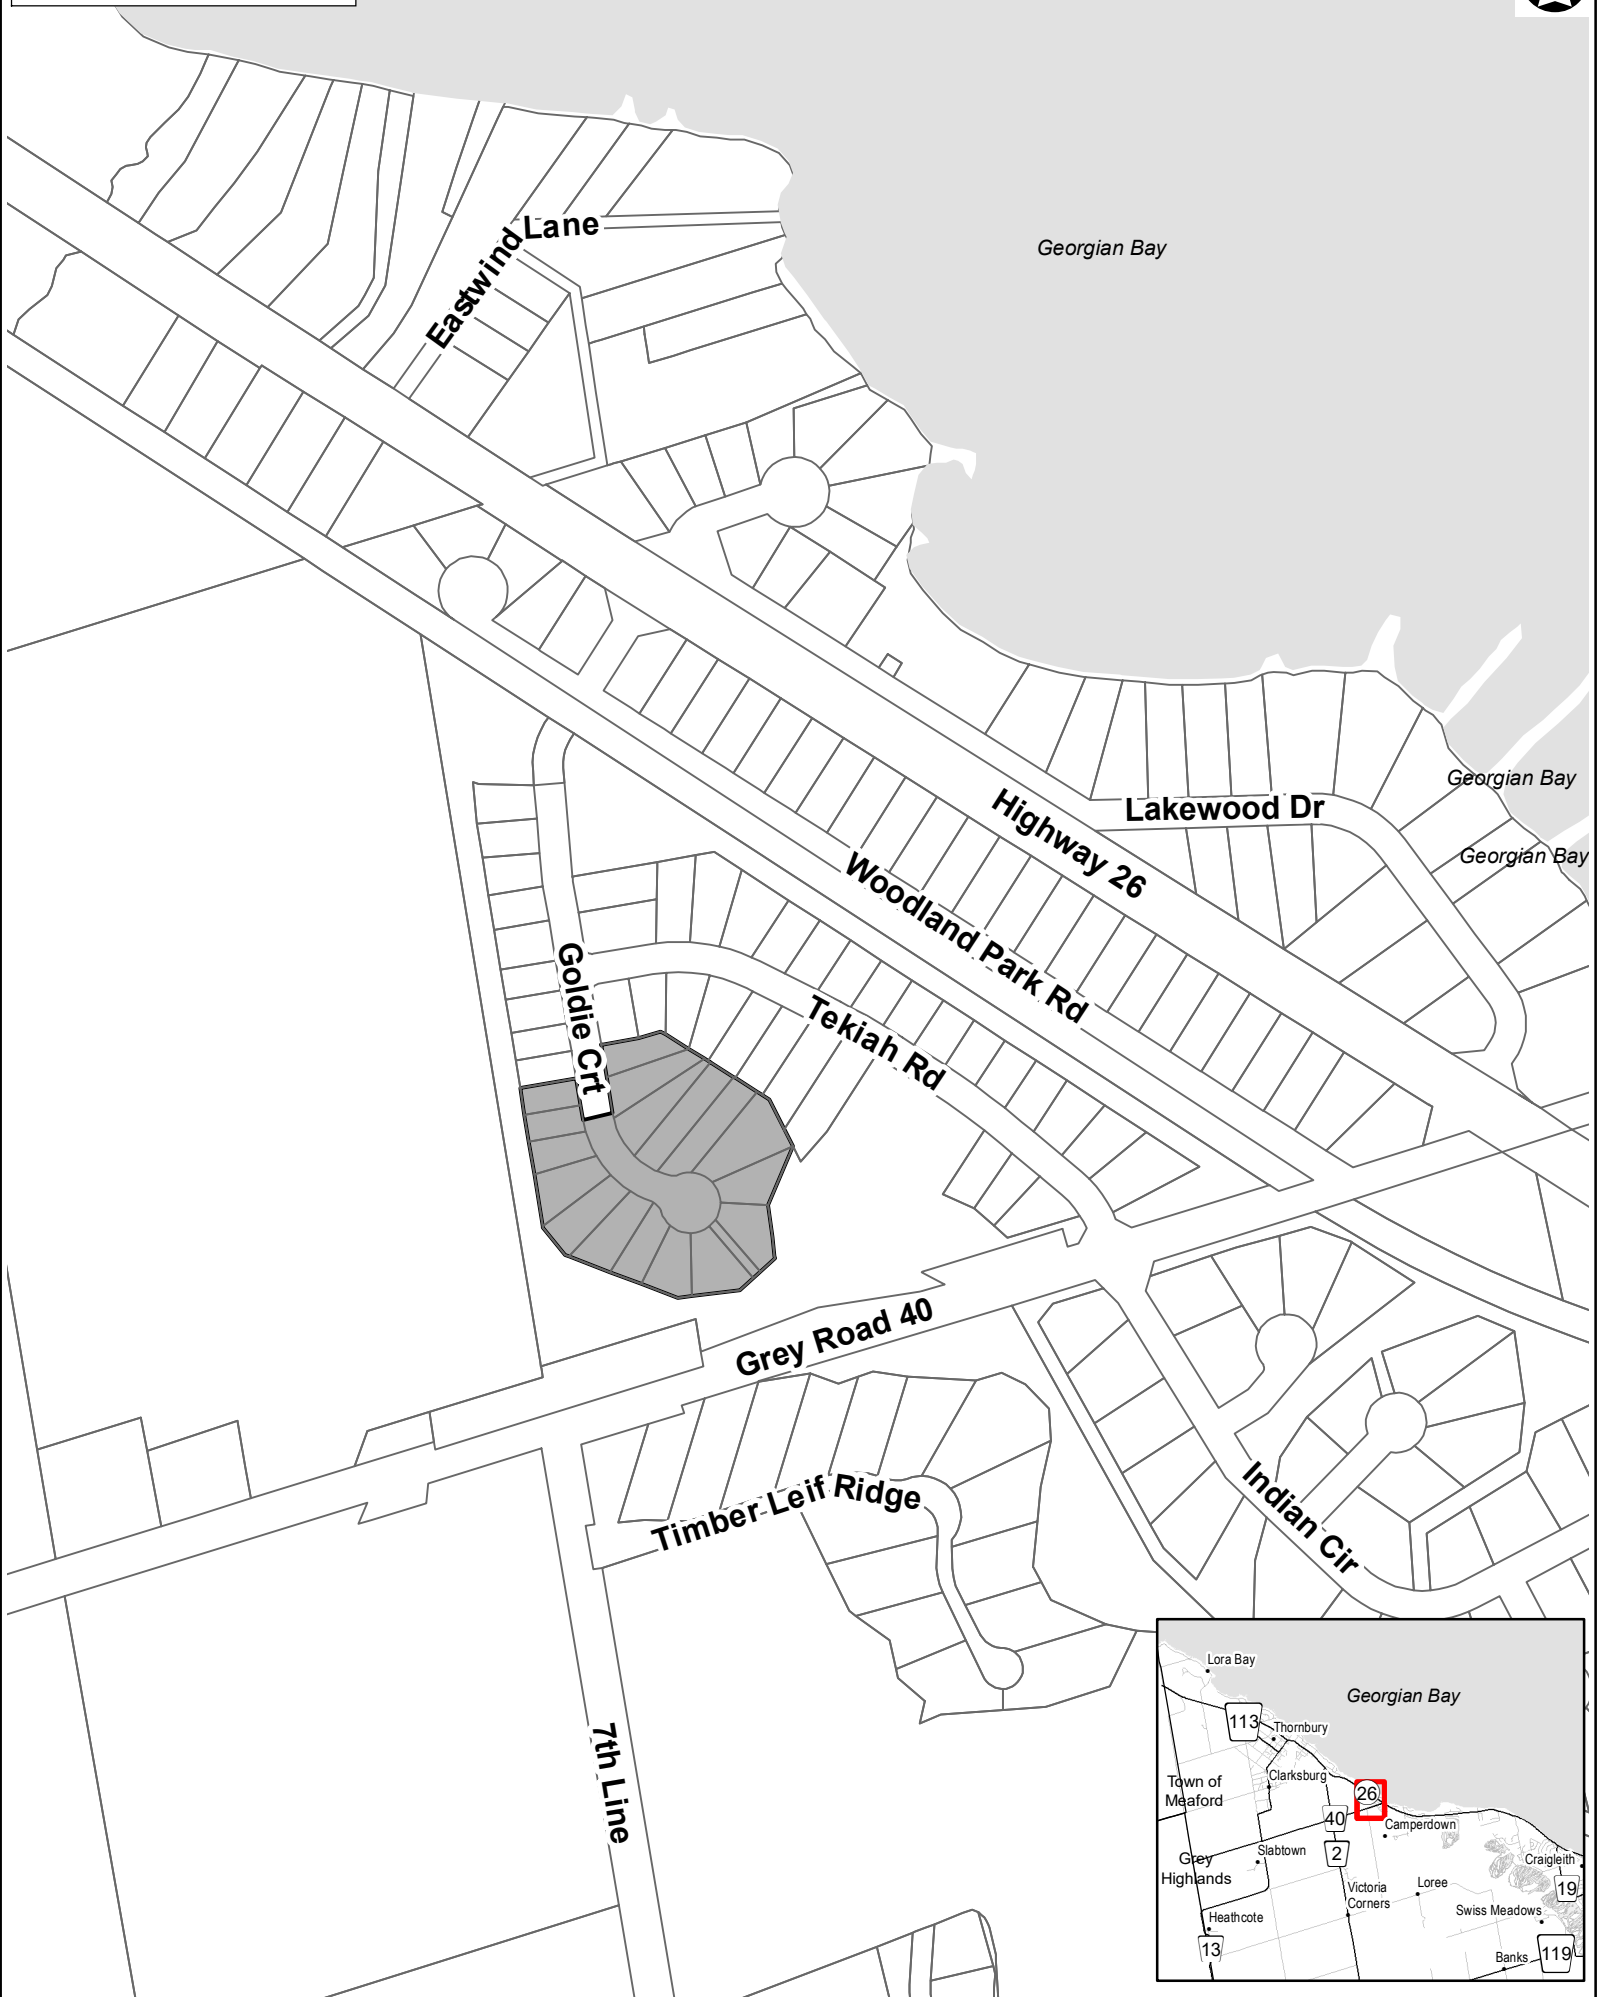 Eastwind Lane
Georgian Bay
Georgian Bay
Lakewood Dr
Highway 26
Georgian Bay
Woodland Park Rd
Goldie Crt
Tekiah Rd
Grey Road 40
Timber Leif Ridge
Indian Cir
7th Line
Lora Bay
Georgian Bay
113
Thornbury
Clarksburg
Town of
Meaford
26
40
Camperdown
2
Slabtown
Grey
Highlands
Craigleith
19
Victoria
Corners
Loree
Swiss Meadows
Heathcote
13
Banks
119